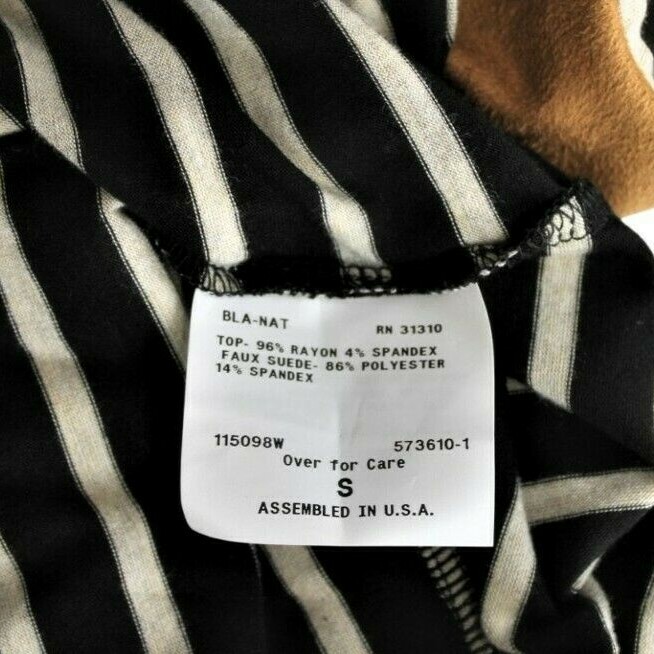 BLA-NAT RN 31310
TOP- 96% RAYON 4% SPANDEX
FAUX SUEDE- 86% POLYESTER
14% SPANDEX
115098W 573610-1
Over for Care
S
ASSEMBLED IN U.S.A.